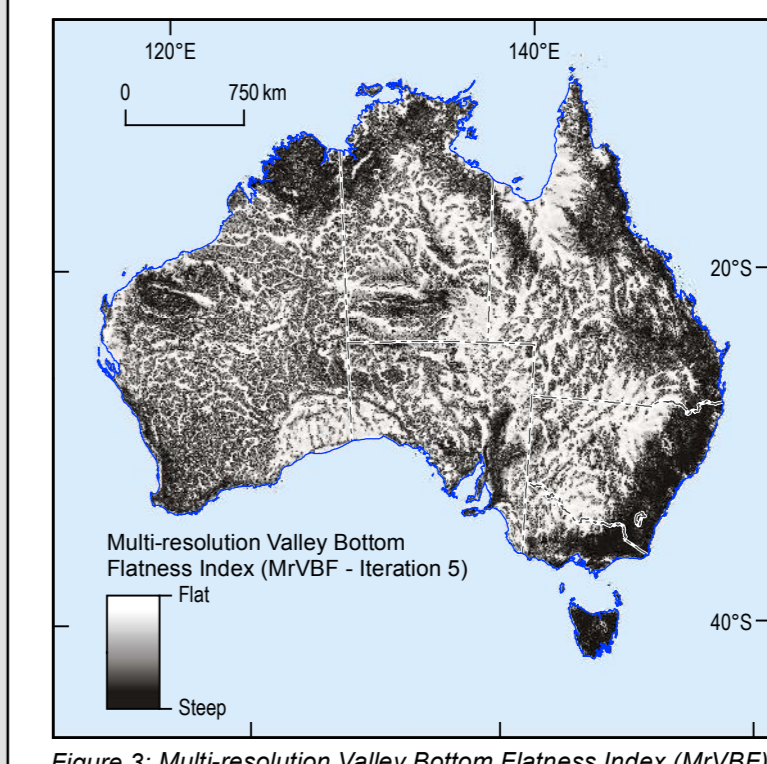 120°E 140°E
0 750 km
20°S
Multi-resolution Valley Bottom
Flatness Index (MrVBF - Iteration 5)
Flat
40°S
Steep
Figure 3: Multi-resolution Valley Bottom Flatness Index (MrVBF)